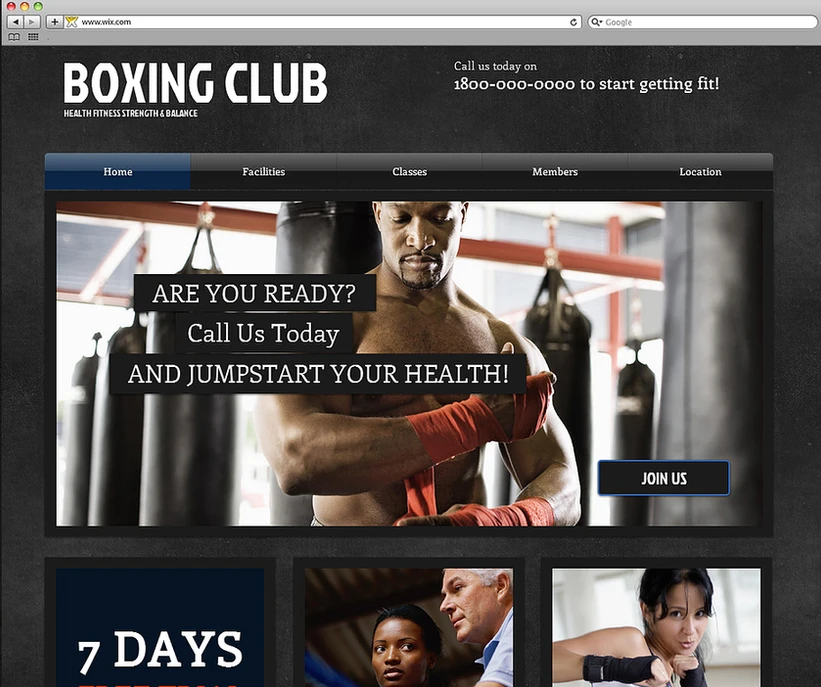 www.wix.com
Google
BOXING CLUB
HEALTH FITNESS STRENGTH & BALANCE
Call us today on
1800-000-0000 to start getting fit!
Home
Facilities
Classes
Members
Location
ARE YOU READY?
Call Us Today
AND JUMPSTART YOUR HEALTH!
JOIN US
7 DAYS